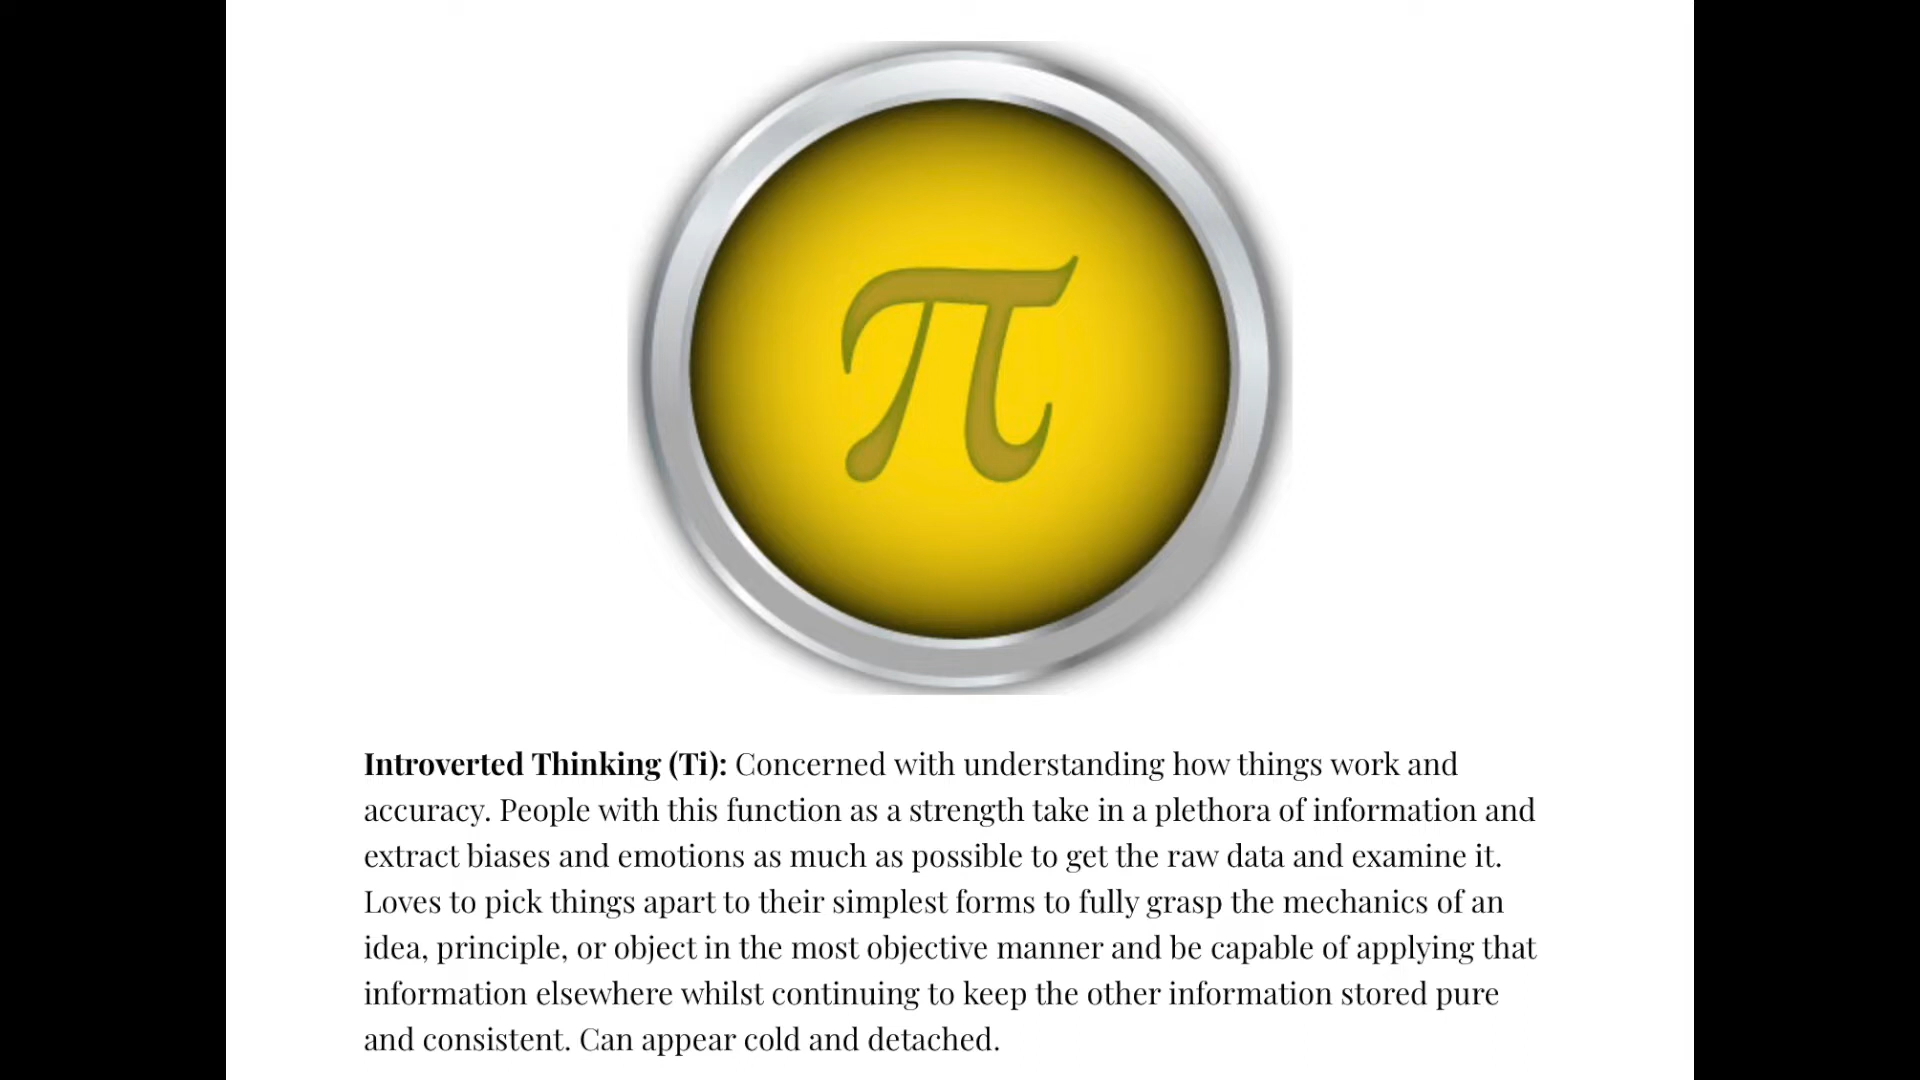 π
Introverted Thinking (Ti): Concerned with understanding how things work and
accuracy. People with this function as a strength take in a plethora of information and
extract biases and emotions as much as possible to get the raw data and examine it.
Loves to pick things apart to their simplest forms to fully grasp the mechanics of an
idea, principle, or object in the most objective manner and be capable of applying that
information elsewhere whilst continuing to keep the other information stored pure
and consistent. Can appear cold and detached.